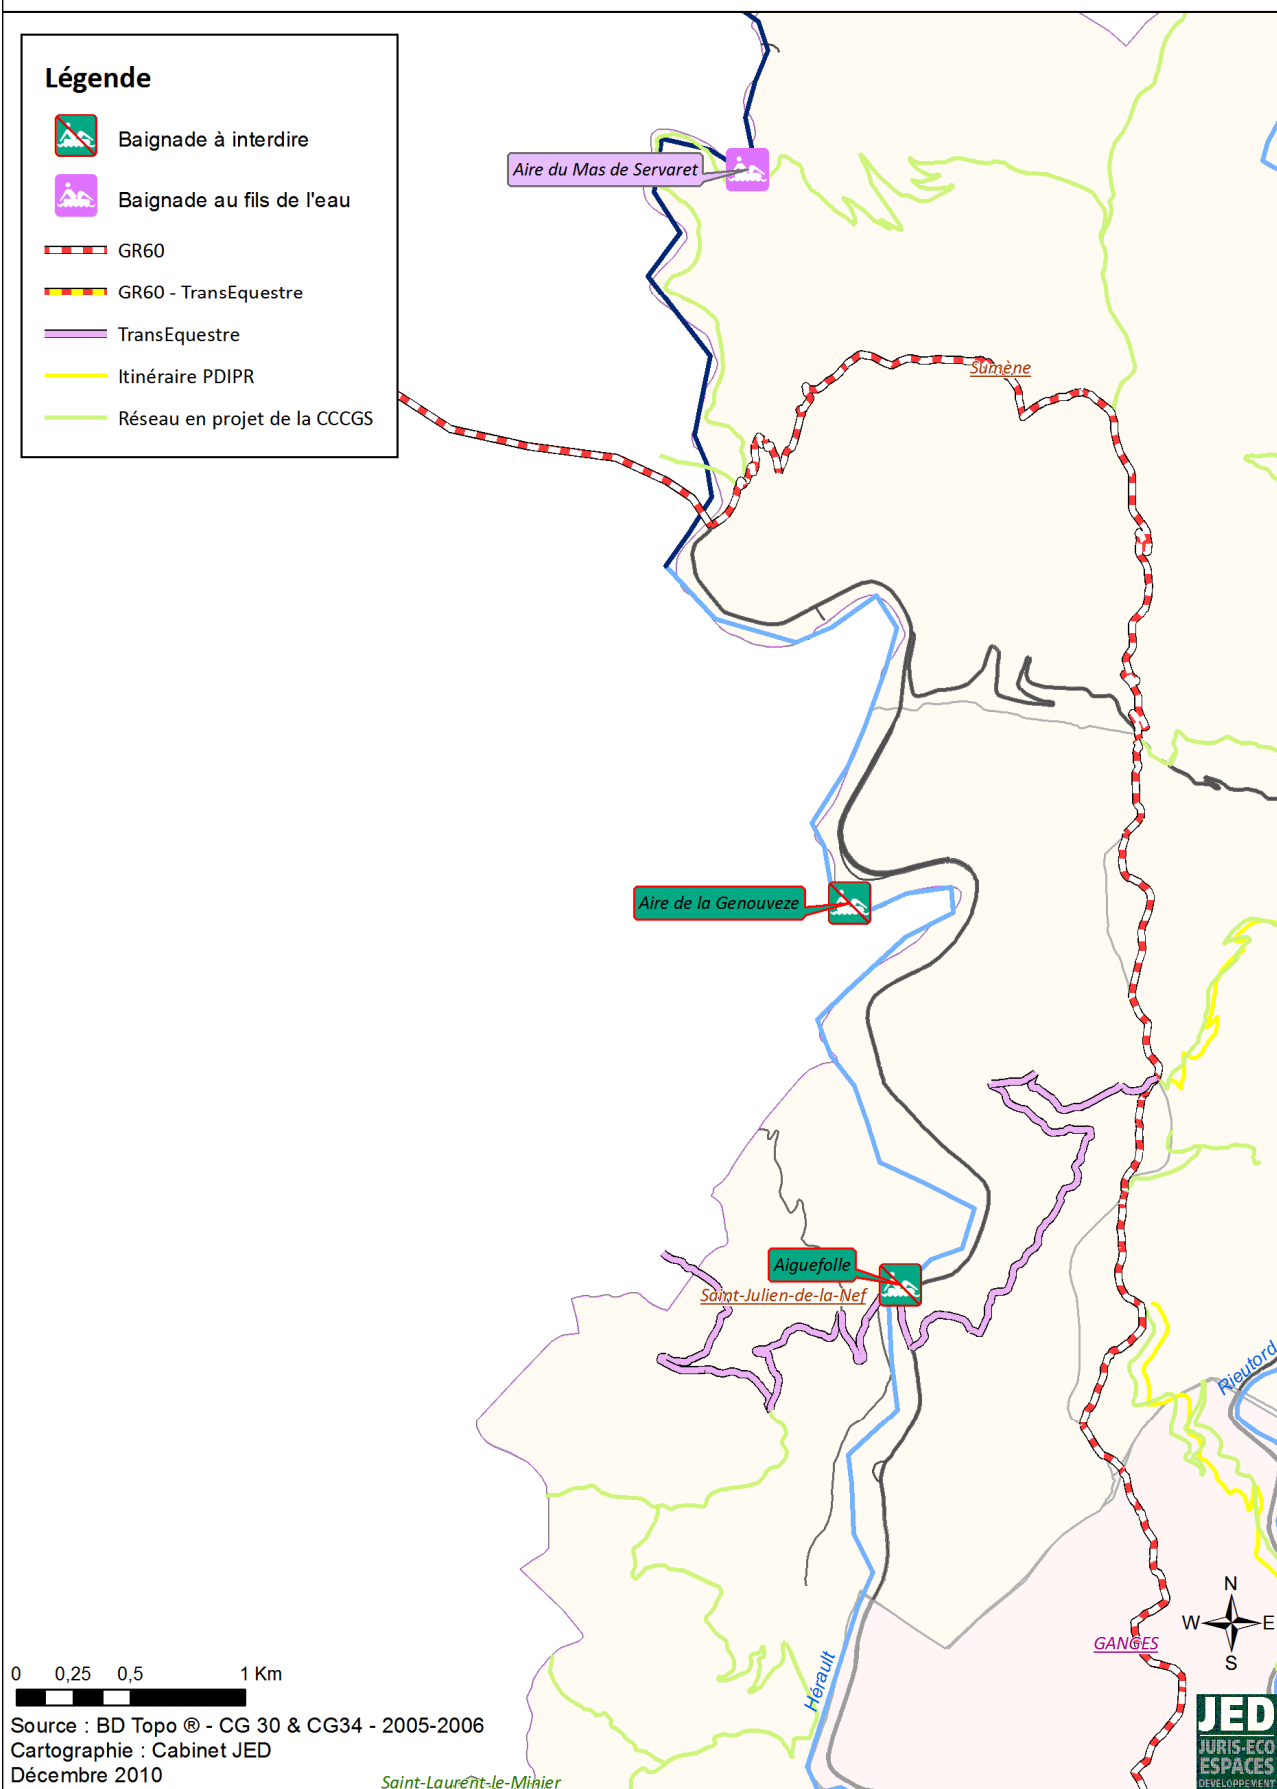 Légende
Baignade à interdire
Baignade au fils de l'eau
GR60
GR60 - TransEquestre
TransEquestre
Itinéraire PDIPR
Réseau en projet de la CCCGS
Aire du Mas de Servaret
Sumène
Aire de la Genouveze
Aiguefolle
Saint-Julien-de-la-Nef
Rieutord
N
W E
S
GANGES
Hérault
0 0,25 0,5 1 Km
Source : BD Topo ® - CG 30 & CG34 - 2005-2006
Cartographie : Cabinet JED
Décembre 2010
Saint-Laurent-le-Minier
JED
JURIS-ECO
ESPACES
DEVELOPPEMENT